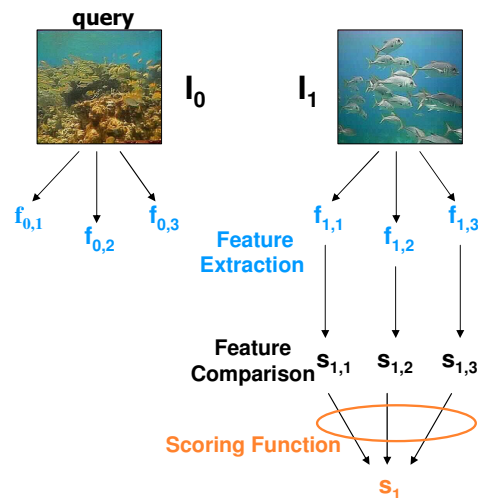 query
I0
I1
f0,1
f0,2
f0,3
f1,1
f1,2
f1,3
Feature
Extraction
Feature
Comparison
s1,1
s1,2
s1,3
Scoring Function
s1